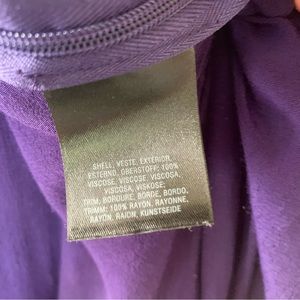 SHELL, VESTE, EXTERIOR,
ESTERNO, OBERSTOFF: 100%
VISCOSE, VISCOSE, VISCOSA,
VISCOSA, VISKOSE;
TRIM, BORDURE, BORDE, BORDO,
TRIMM: 100% RAYON, RAYONNE,
RAYON, RAION, KUNSTSEIDE